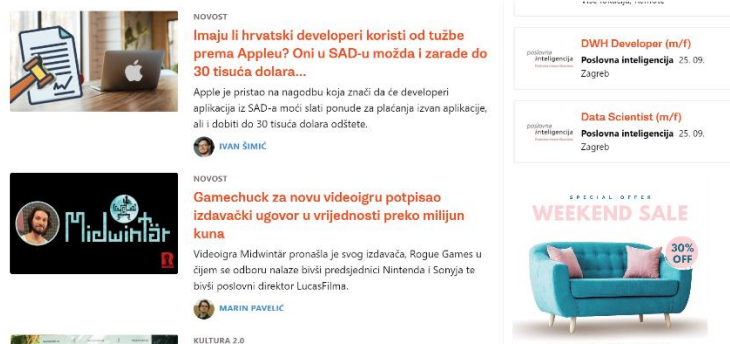 NOVOST
Imaju li hrvatski developeri koristi od tužbe
prema Appleu? Oni u SAD-u možda i zarade do
30 tisuća dolara...
Apple je pristao na nagodbu koja znači da će developeri
aplikacija iz SAD-a moći slati ponude za plaćanja izvan aplikacije,
ali i dobiti do 30 tisuća dolara odštete.
IVAN ŠIMIĆ
NOVOST
Midwintär
Gamechuck za novu videoigru potpisao
izdavački ugovor u vrijednosti preko milijun
kuna
Videoigra Midwintär pronašla je svog izdavača, Rogue Games u
čijem se odboru nalaze bivši predsjednici Nintenda i Sonyja te
bivši poslovni direktor LucasFilma.
MARIN PAVELIĆ
KULTURA 2.0
DWH Developer (m/f)
poslovna
inteligencija
Poslovna inteligencija 25. 09.
Zagreb
Data Scientist (m/f)
poslovna
inteligencija
Poslovna inteligencija 25. 09.
Zagreb
SPECIAL OFFER
WEEKEND SALE
30%
OFF